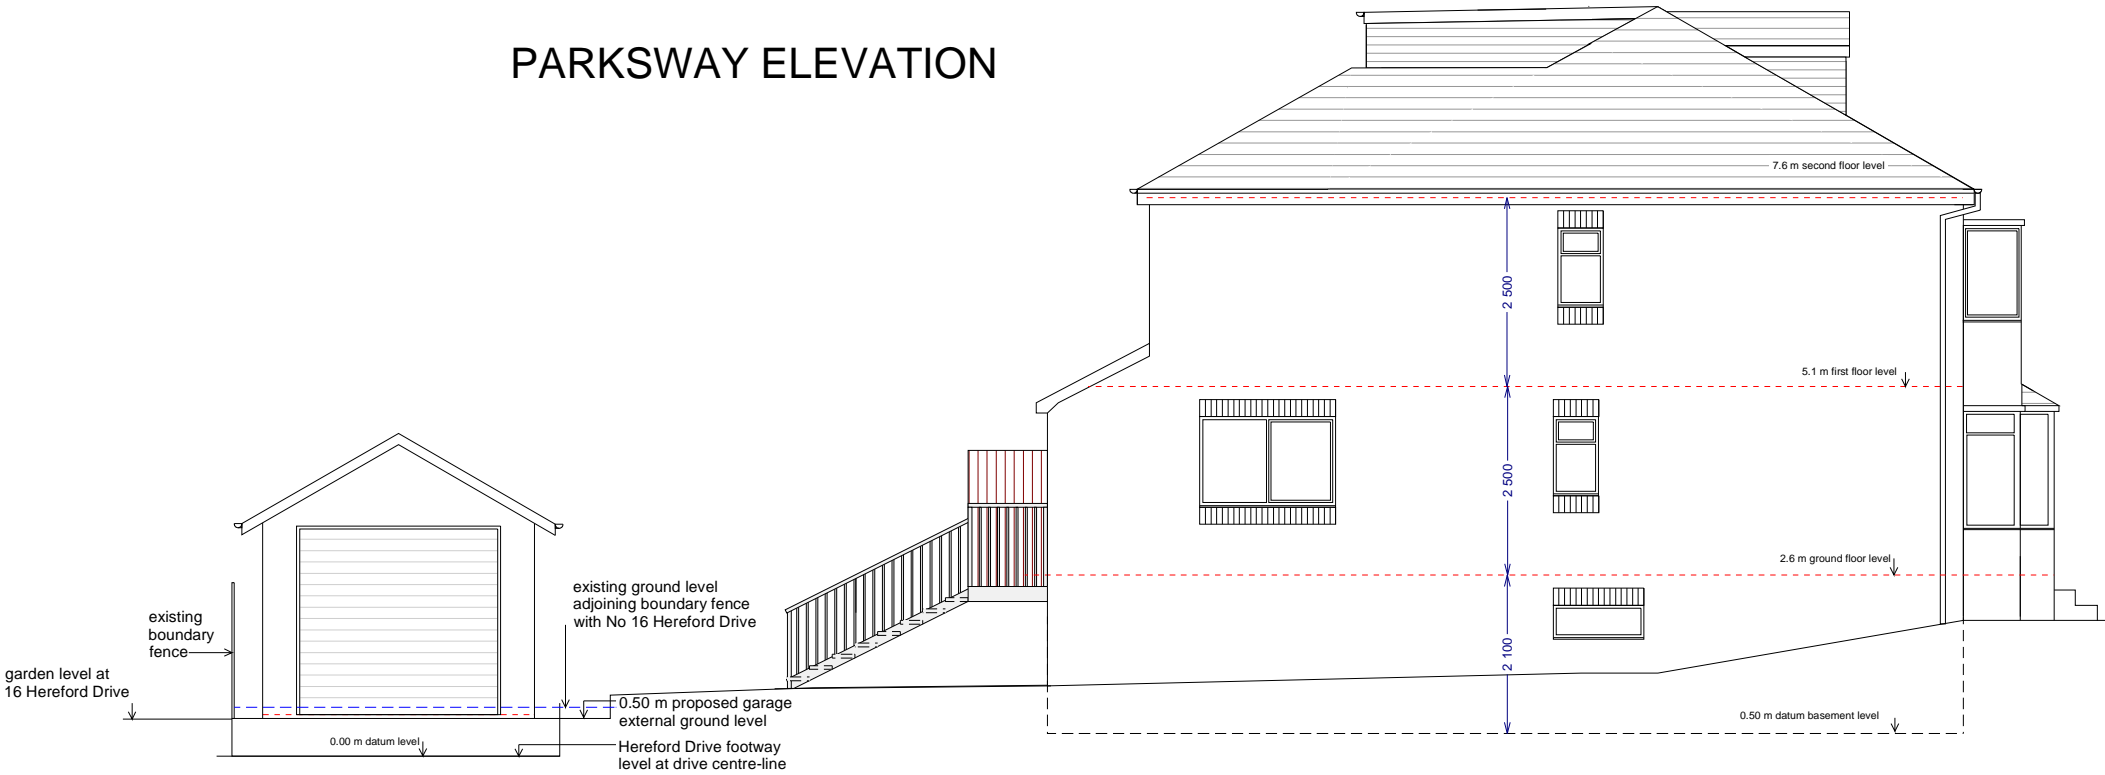 PARKSWAY ELEVATION
7.6 m second floor level
2 500
5.1 m first floor level
2 500
2.6 m ground floor level
existing ground level
adjoining boundary fence
with No 16 Hereford Drive
existing
boundary
fence
2 100
garden level at
16 Hereford Drive
0.50 m proposed garage
external ground level
0.50 m datum basement level
0.00 m datum level
Hereford Drive footway
level at drive centre-line